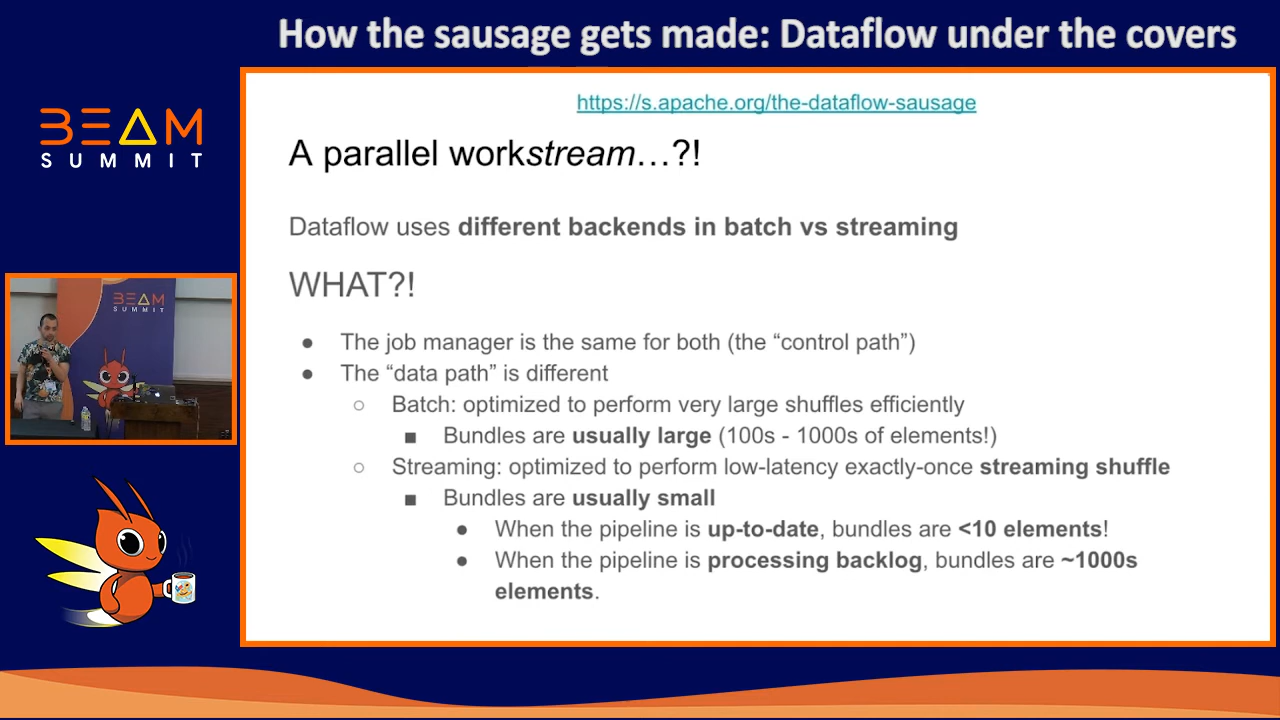 How the sausage gets made: Dataflow under the covers
BEAM
SUMMIT
https://s.apache.org/the-dataflow-sausage
A parallel workstream…?!
Dataflow uses different backends in batch vs streaming
WHAT?!
● The job manager is the same for both (the “control path”)
● The “data path” is different
○ Batch: optimized to perform very large shuffles efficiently
■ Bundles are usually large (100s - 1000s of elements!)
○ Streaming: optimized to perform low-latency exactly-once streaming shuffle
■ Bundles are usually small
● When the pipeline is up-to-date, bundles are <10 elements!
● When the pipeline is processing backlog, bundles are ~1000s
elements.
BEAM
SUMMIT